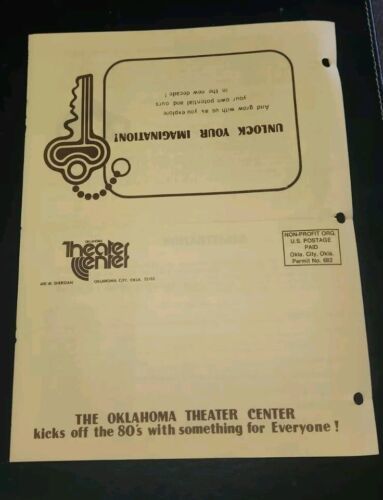 UNLOCK YOUR IMAGINATION!
And grow with us as you explore
your own potential and ours
in the new decade!
OKLAHOMA
Theater
Center
400 W. SHERIDAN OKLAHOMA CITY, OKLA. 73102
NON-PROFIT ORG.
U.S. POSTAGE
PAID
Okla. City, Okla.
Permit No. 682
THE OKLAHOMA THEATER CENTER
kicks off the 80's with something for Everyone!